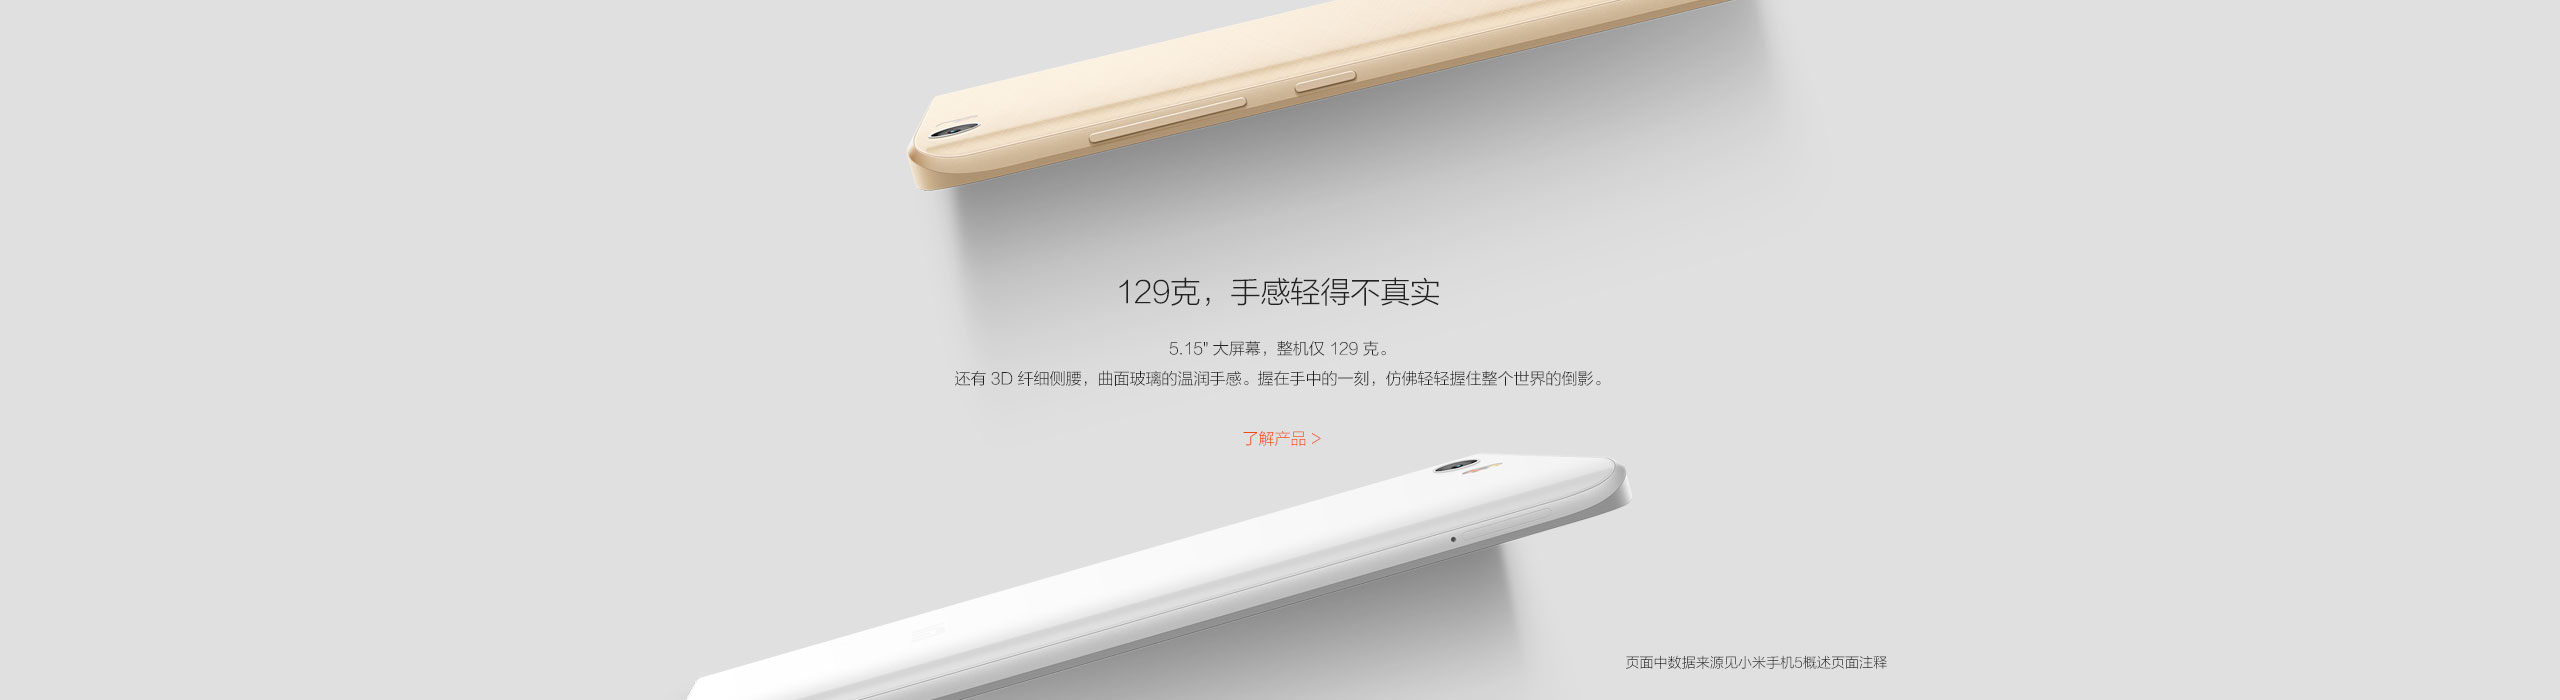 129克，手感轻得不真实
5.15" 大屏幕，整机仅 129 克。
还有 3D 纤细侧腰，曲面玻璃的温润手感。握在手中的一刻，仿佛轻轻握住整个世界的倒影。
了解产品 >
页面中数据来源见小米手机5概述页面注释